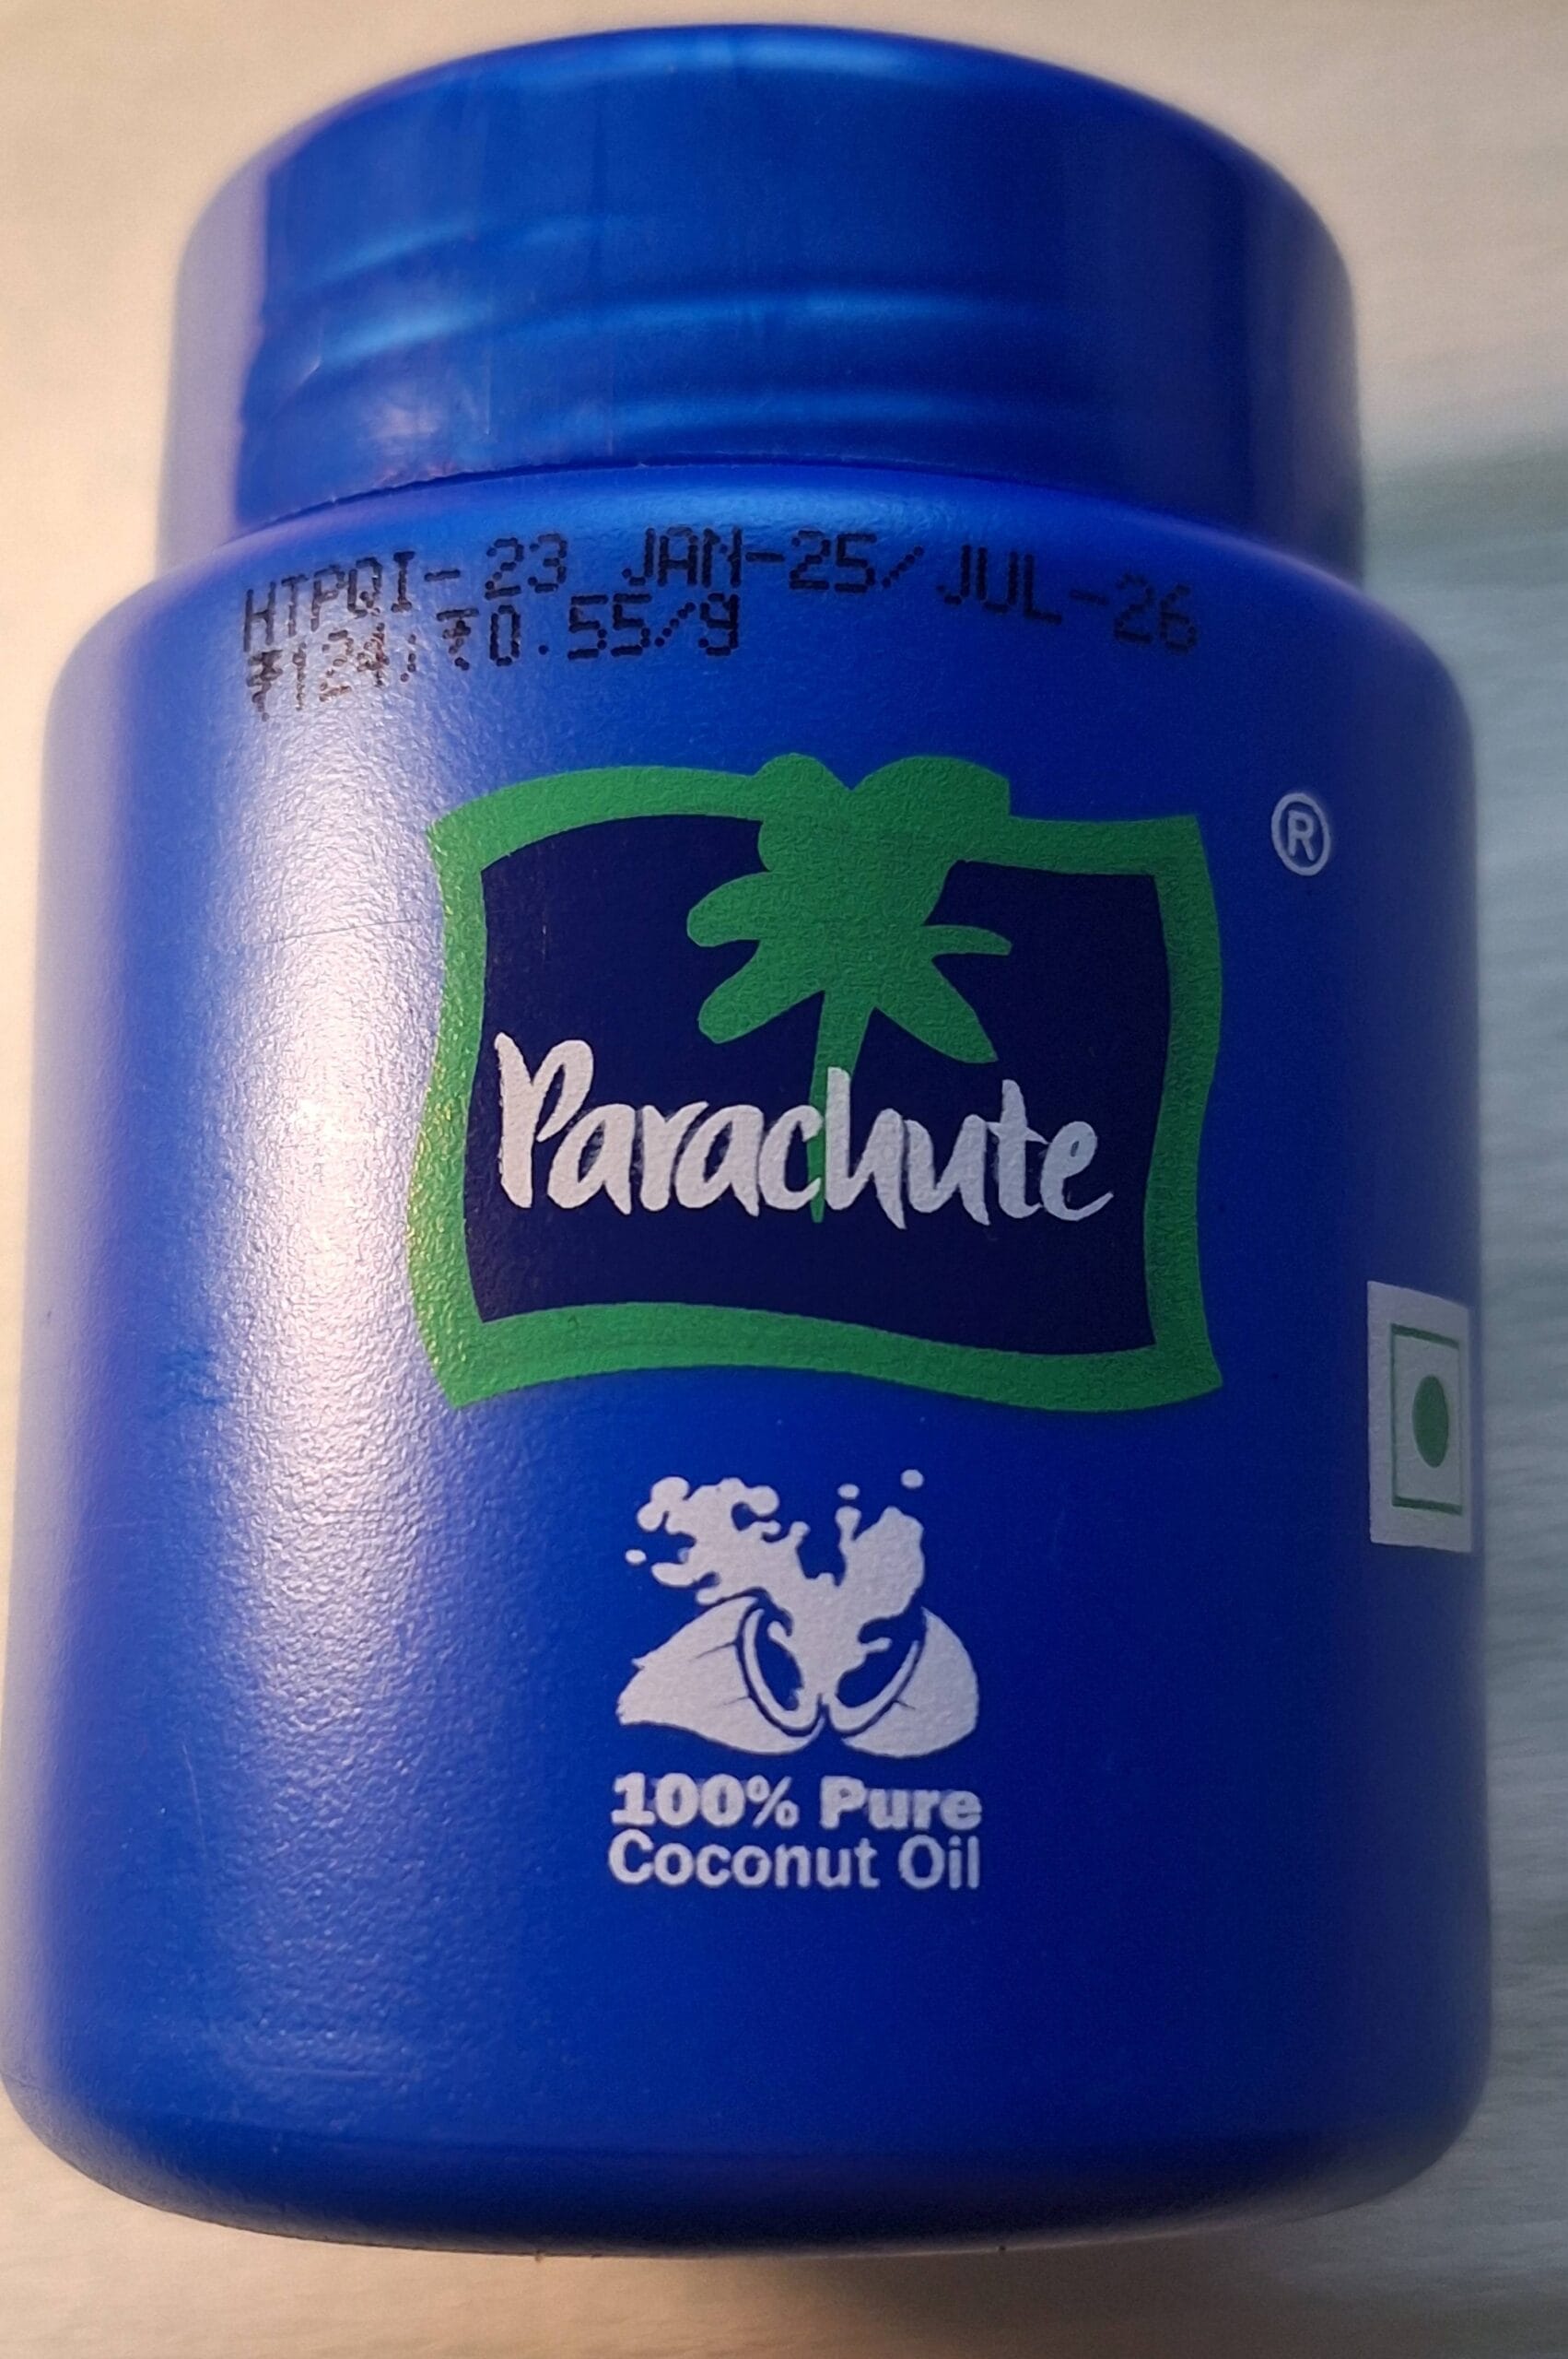 HTPQI- 23 JAN-25/JUL-26
₹124; ₹0.55/g
®
Parachute
100% Pure
Coconut Oil